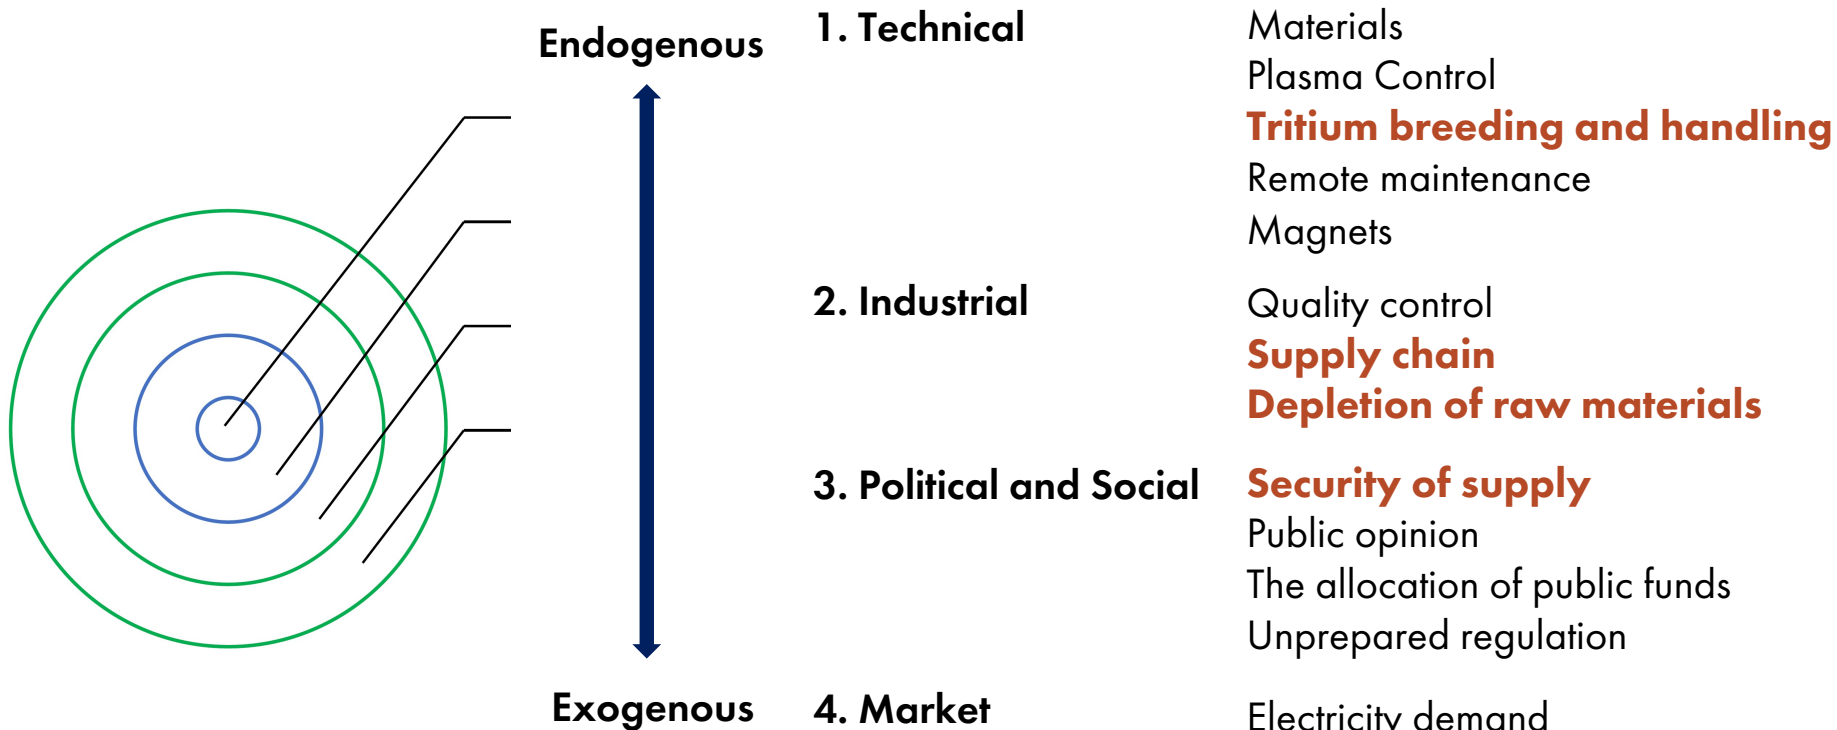 Endogenous
Exogenous
1. Technical
Materials
Plasma Control
Tritium breeding and handling
Remote maintenance
Magnets
2. Industrial
Quality control
Supply chain
Depletion of raw materials
3. Political and Social
Security of supply
Public opinion
The allocation of public funds
Unprepared regulation
4. Market
Electricity demand